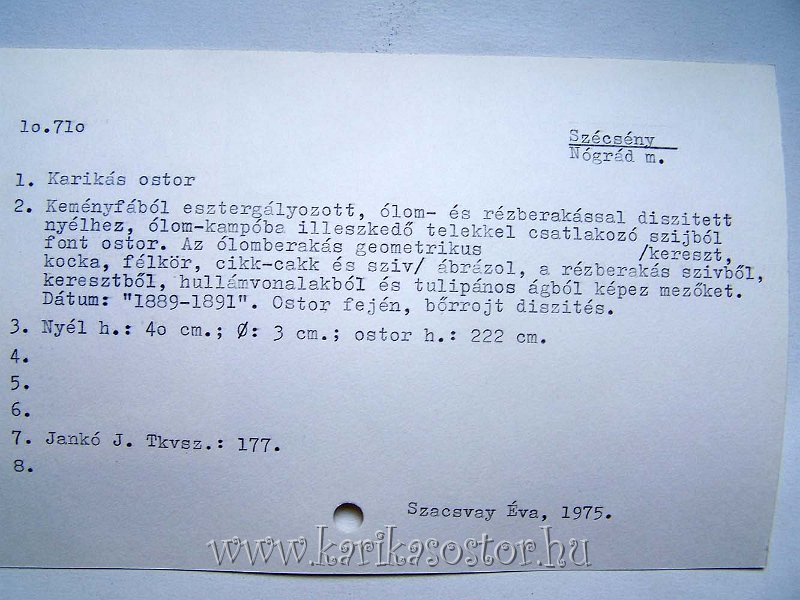 lo.71o
Szécsény
Nógrád m.
1. Karikás ostor
2. Keményfából esztergályozott, ólom- és rézberakással diszitett
nyélhez, ólom-kampóba illeszkedő telekkel csatlakozó szijból
font ostor. Az ólomberakás geometrikus /kereszt,
kocka, félkör, cikk-cakk és sziv/ ábrázol, a rézberakás szivből,
keresztből, hullámvonalakból és tulipános ágból képez mezőket.
Dátum: "1889-1891". Ostor fején, bőrrojt diszités.
3. Nyél h.: 4o cm.; Ø: 3 cm.; ostor h.: 222 cm.
4.
5.
6.
7. Jankó J. Tkvsz.: 177.
8.
Szacsvay Éva, 1975.
www.karikasostor.hu